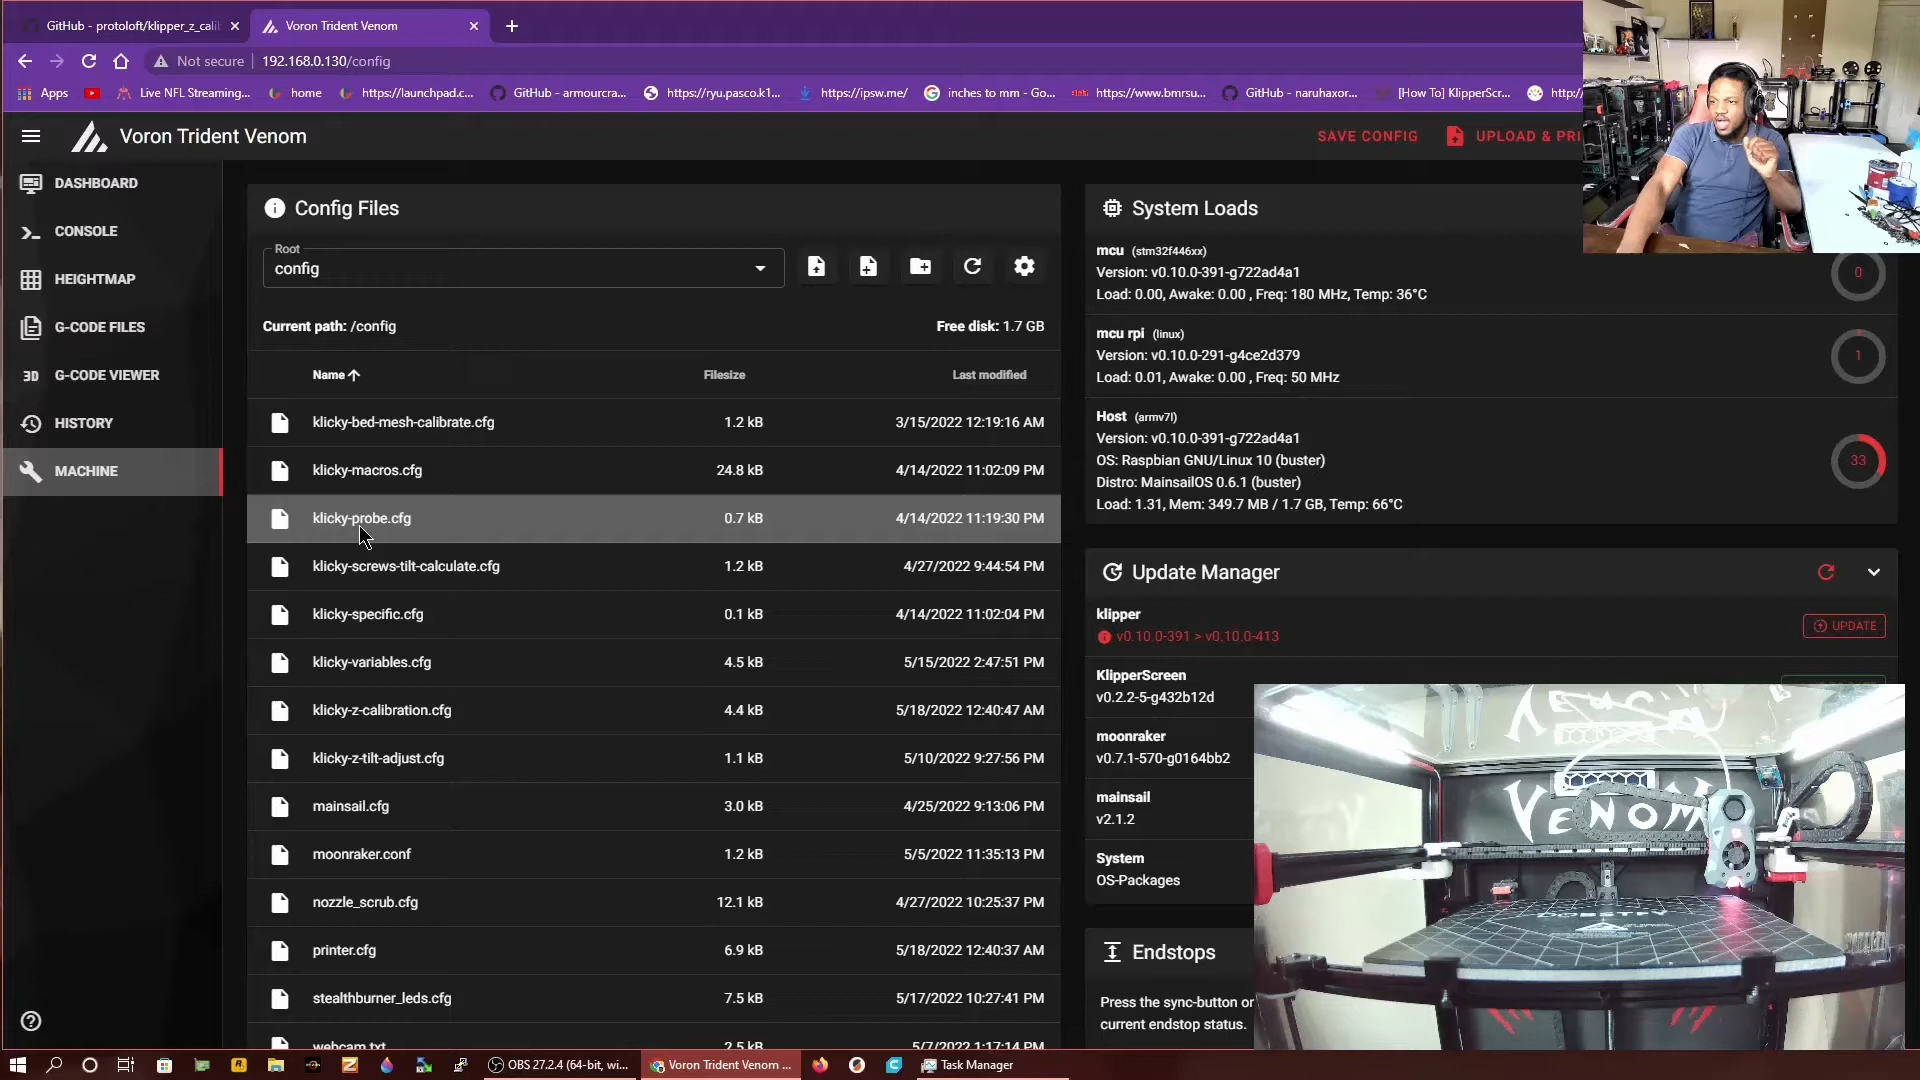 GitHub - protoloft/klipper_z_calib
Voron Trident Venom
Not secure
192.168.0.130/config
Apps
Live NFL Streaming...
home
https://launchpad.c...
GitHub - armourcra...
https://ryu.pasco.k1...
https://ipsw.me/
inches to mm - Go...
https://www.bmrsu...
GitHub - naruhaxor...
[How To] KlipperScr...
http:/
Voron Trident Venom
SAVE CONFIG
UPLOAD & PRI
DASHBOARD
CONSOLE
HEIGHTMAP
G-CODE FILES
3D G-CODE VIEWER
HISTORY
MACHINE
Config Files
Root
config
Current path: /config
Free disk: 1.7 GB
Name
Filesize
Last modified
klicky-bed-mesh-calibrate.cfg 1.2 kB 3/15/2022 12:19:16 AM
klicky-macros.cfg 24.8 kB 4/14/2022 11:02:09 PM
klicky-probe.cfg 0.7 kB 4/14/2022 11:19:30 PM
klicky-screws-tilt-calculate.cfg 1.2 kB 4/27/2022 9:44:54 PM
klicky-specific.cfg 0.1 kB 4/14/2022 11:02:04 PM
klicky-variables.cfg 4.5 kB 5/15/2022 2:47:51 PM
klicky-z-calibration.cfg 4.4 kB 5/18/2022 12:40:47 AM
klicky-z-tilt-adjust.cfg 1.1 kB 5/10/2022 9:27:56 PM
mainsail.cfg 3.0 kB 4/25/2022 9:13:06 PM
moonraker.conf 1.2 kB 5/5/2022 11:35:13 PM
nozzle_scrub.cfg 12.1 kB 4/27/2022 10:25:37 PM
printer.cfg 6.9 kB 5/18/2022 12:40:37 AM
stealthburner_leds.cfg 7.5 kB 5/17/2022 10:27:41 PM
webcam.txt 2.5 kB 5/7/2022 1:17:14 PM
System Loads
mcu (stm32f446xx)
Version: v0.10.0-391-g722ad4a1
Load: 0.00, Awake: 0.00 , Freq: 180 MHz, Temp: 36°C
0
mcu rpi (linux)
Version: v0.10.0-291-g4ce2d379
Load: 0.01, Awake: 0.00 , Freq: 50 MHz
1
Host (armv7l)
Version: v0.10.0-391-g722ad4a1
OS: Raspbian GNU/Linux 10 (buster)
Distro: MainsailOS 0.6.1 (buster)
Load: 1.31, Mem: 349.7 MB / 1.7 GB, Temp: 66°C
33
Update Manager
klipper
v0.10.0-391 > v0.10.0-413
UPDATE
KlipperScreen
v0.2.2-5-g432b12d
moonraker
v0.7.1-570-g0164bb2
mainsail
v2.1.2
System
OS-Packages
Endstops
Press the sync-button or
current endstop status.
VENOM
OBS 27.2.4 (64-bit, wi...
Voron Trident Venom ...
Task Manager